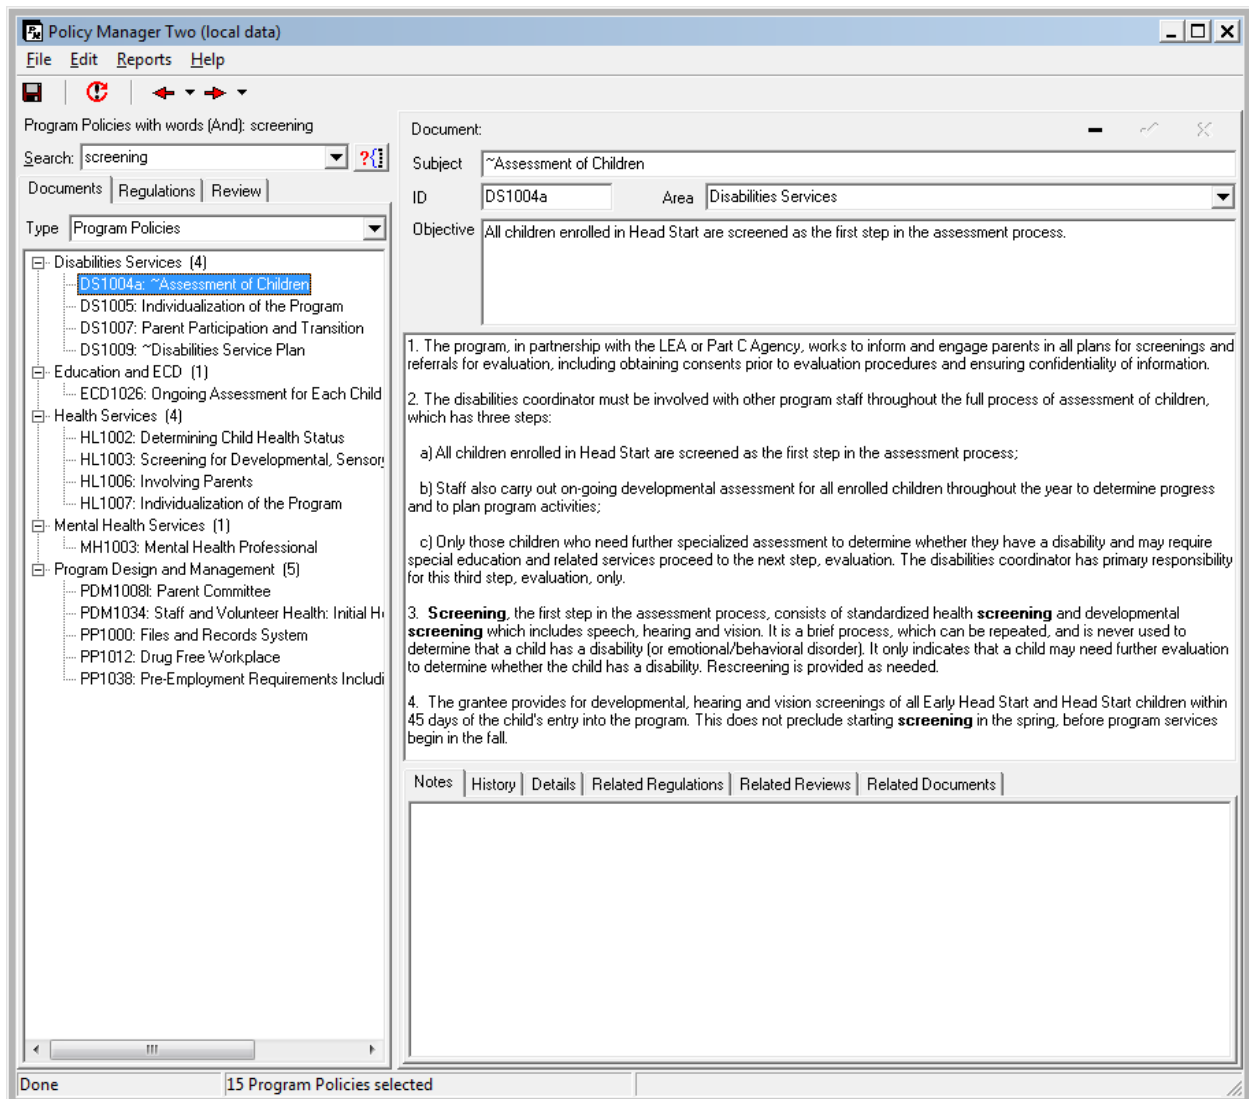 Policy Manager Two (local data)
File Edit Reports Help
Program Policies with words (And): screening
Search: screening
Documents Regulations Review
Type Program Policies
Disabilities Services (4)
DS1004a: ~Assessment of Children
DS1005: Individualization of the Program
DS1007: Parent Participation and Transition
DS1009: ~Disabilities Service Plan
Education and ECD (1)
ECD1026: Ongoing Assessment for Each Child
Health Services (4)
HL1002: Determining Child Health Status
HL1003: Screening for Developmental, Sensory
HL1006: Involving Parents
HL1007: Individualization of the Program
Mental Health Services (1)
MH1003: Mental Health Professional
Program Design and Management (5)
PDM1008l: Parent Committee
PDM1034: Staff and Volunteer Health: Initial He
PP1000: Files and Records System
PP1012: Drug Free Workplace
PP1038: Pre-Employment Requirements Includi
Document:
Subject ~Assessment of Children
ID DS1004a Area Disabilities Services
Objective All children enrolled in Head Start are screened as the first step in the assessment process.
1. The program, in partnership with the LEA or Part C Agency, works to inform and engage parents in all plans for screenings and
referrals for evaluation, including obtaining consents prior to evaluation procedures and ensuring confidentiality of information.
2. The disabilities coordinator must be involved with other program staff throughout the full process of assessment of children,
which has three steps:
a) All children enrolled in Head Start are screened as the first step in the assessment process;
b) Staff also carry out on-going developmental assessment for all enrolled children throughout the year to determine progress
and to plan program activities;
c) Only those children who need further specialized assessment to determine whether they have a disability and may require
special education and related services proceed to the next step, evaluation. The disabilities coordinator has primary responsibility
for this third step, evaluation, only.
3. Screening, the first step in the assessment process, consists of standardized health screening and developmental
screening which includes speech, hearing and vision. It is a brief process, which can be repeated, and is never used to
determine that a child has a disability (or emotional/behavioral disorder). It only indicates that a child may need further evaluation
to determine whether the child has a disability. Rescreening is provided as needed.
4. The grantee provides for developmental, hearing and vision screenings of all Early Head Start and Head Start children within
45 days of the child's entry into the program. This does not preclude starting screening in the spring, before program services
begin in the fall.
Notes History Details Related Regulations Related Reviews Related Documents
Done 15 Program Policies selected